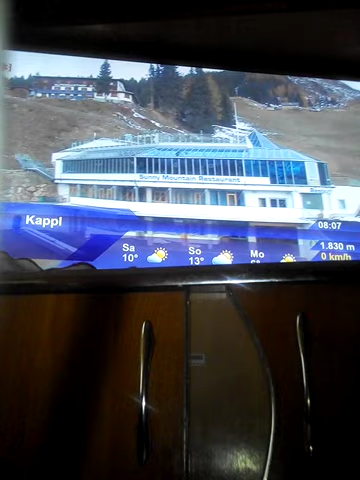 Sunny Mountain Restaurant
Kappl
08:07
Sa
10°
So
13°
Mo
1.830 m
0 km/h